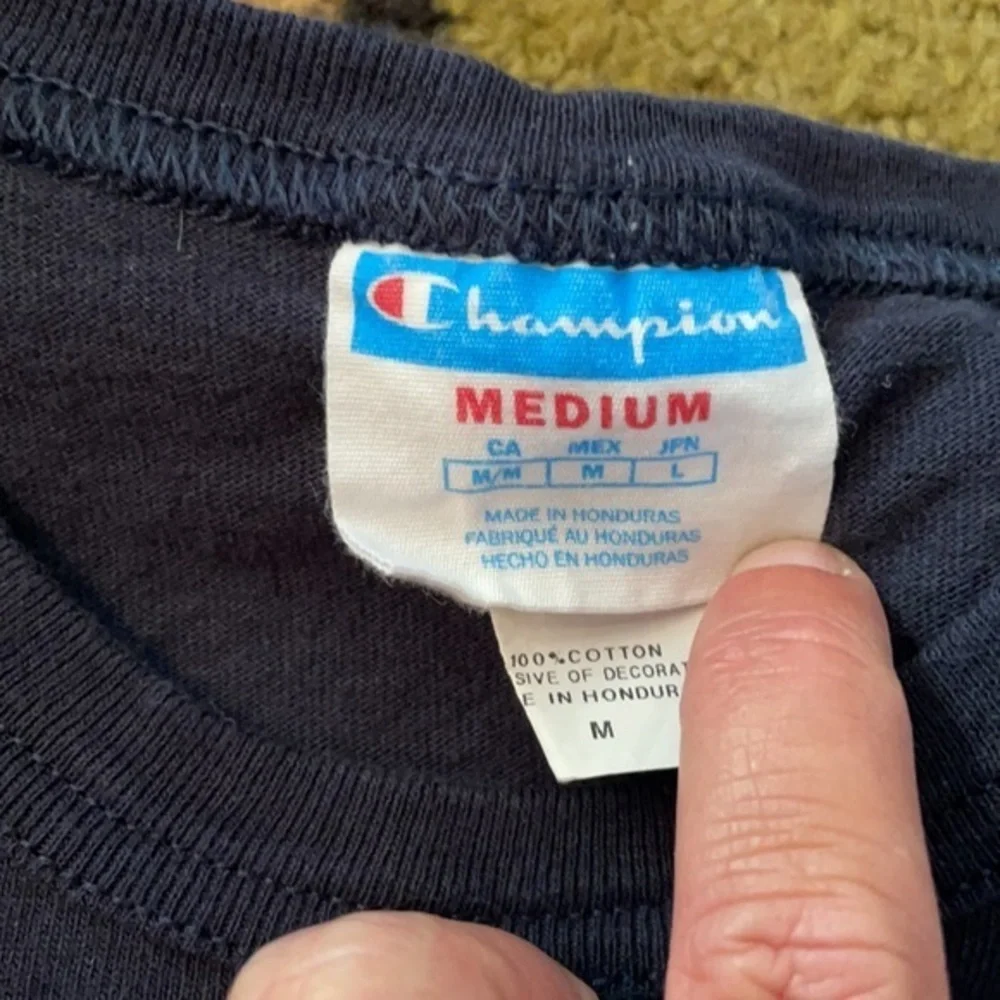 Champion
MEDIUM
CA MEX JPN
M/M M L
MADE IN HONDURAS
FABRIQUÉ AU HONDURAS
HECHO EN HONDURAS
100%COTTON
SIVE OF DECORAT
E IN HONDUR
M